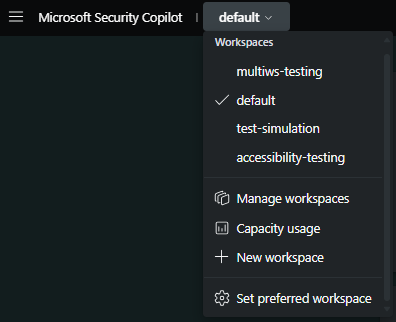 Microsoft Security Copilot | default
Workspaces
multiws-testing
default
test-simulation
accessibility-testing
Manage workspaces
Capacity usage
New workspace
Set preferred workspace